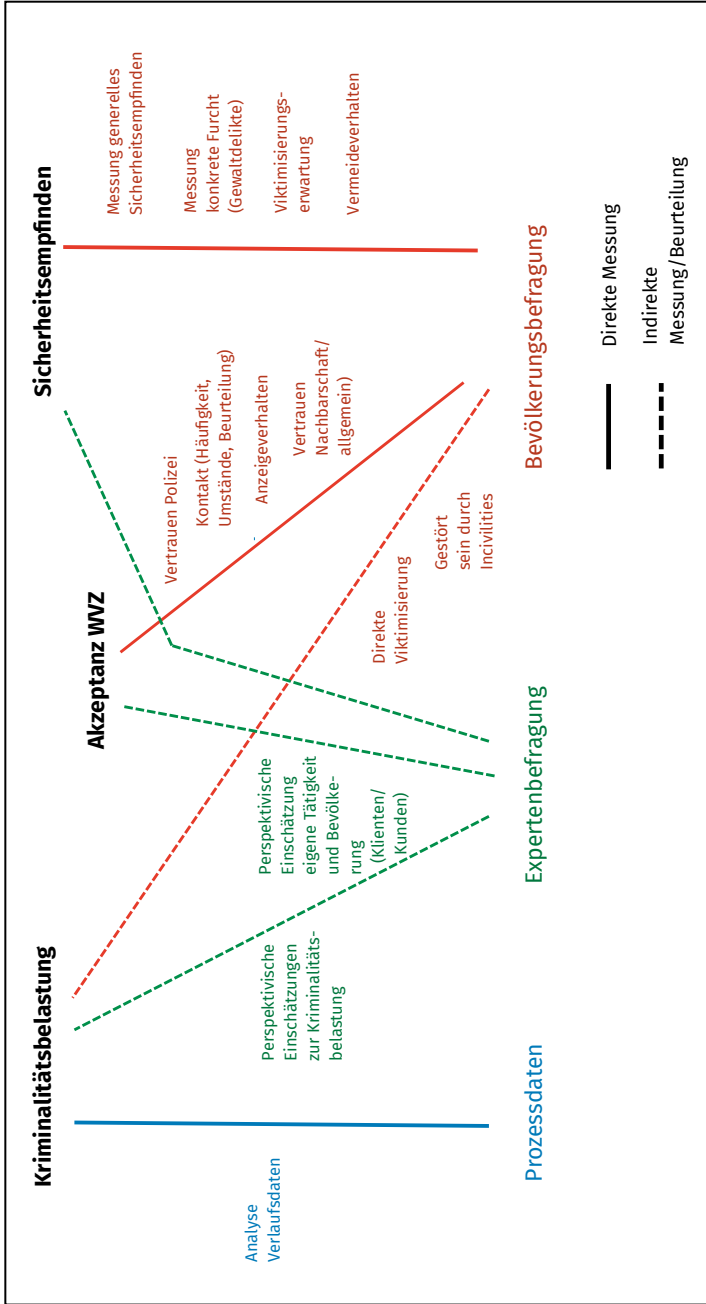 Kriminalitätsbelastung
Akzeptanz WVZ
Sicherheitsempfinden
Analyse
Verlaufsdaten
Perspektivische
Einschätzungen
zur Kriminalitäts-
belastung
Perspektivische
Einschätzung
eigene Tätigkeit
und Bevölke-
rung
(Klienten/
Kunden)
Direkte
Viktimisierung
Gestört
sein durch
Incivilities
Vertrauen Polizei
Kontakt (Häufigkeit,
Umstände, Beurteilung)
Anzeigeverhalten
Vertrauen
Nachbarschaft/
allgemein)
Messung generelles
Sicherheitsempfinden
Messung
konkrete Furcht
(Gewaltdelikte)
Viktimisierungs-
erwartung
Vermeideverhalten
Prozessdaten
Expertenbefragung
Bevölkerungsbefragung
Direkte Messung
Indirekte
Messung/Beurteilung